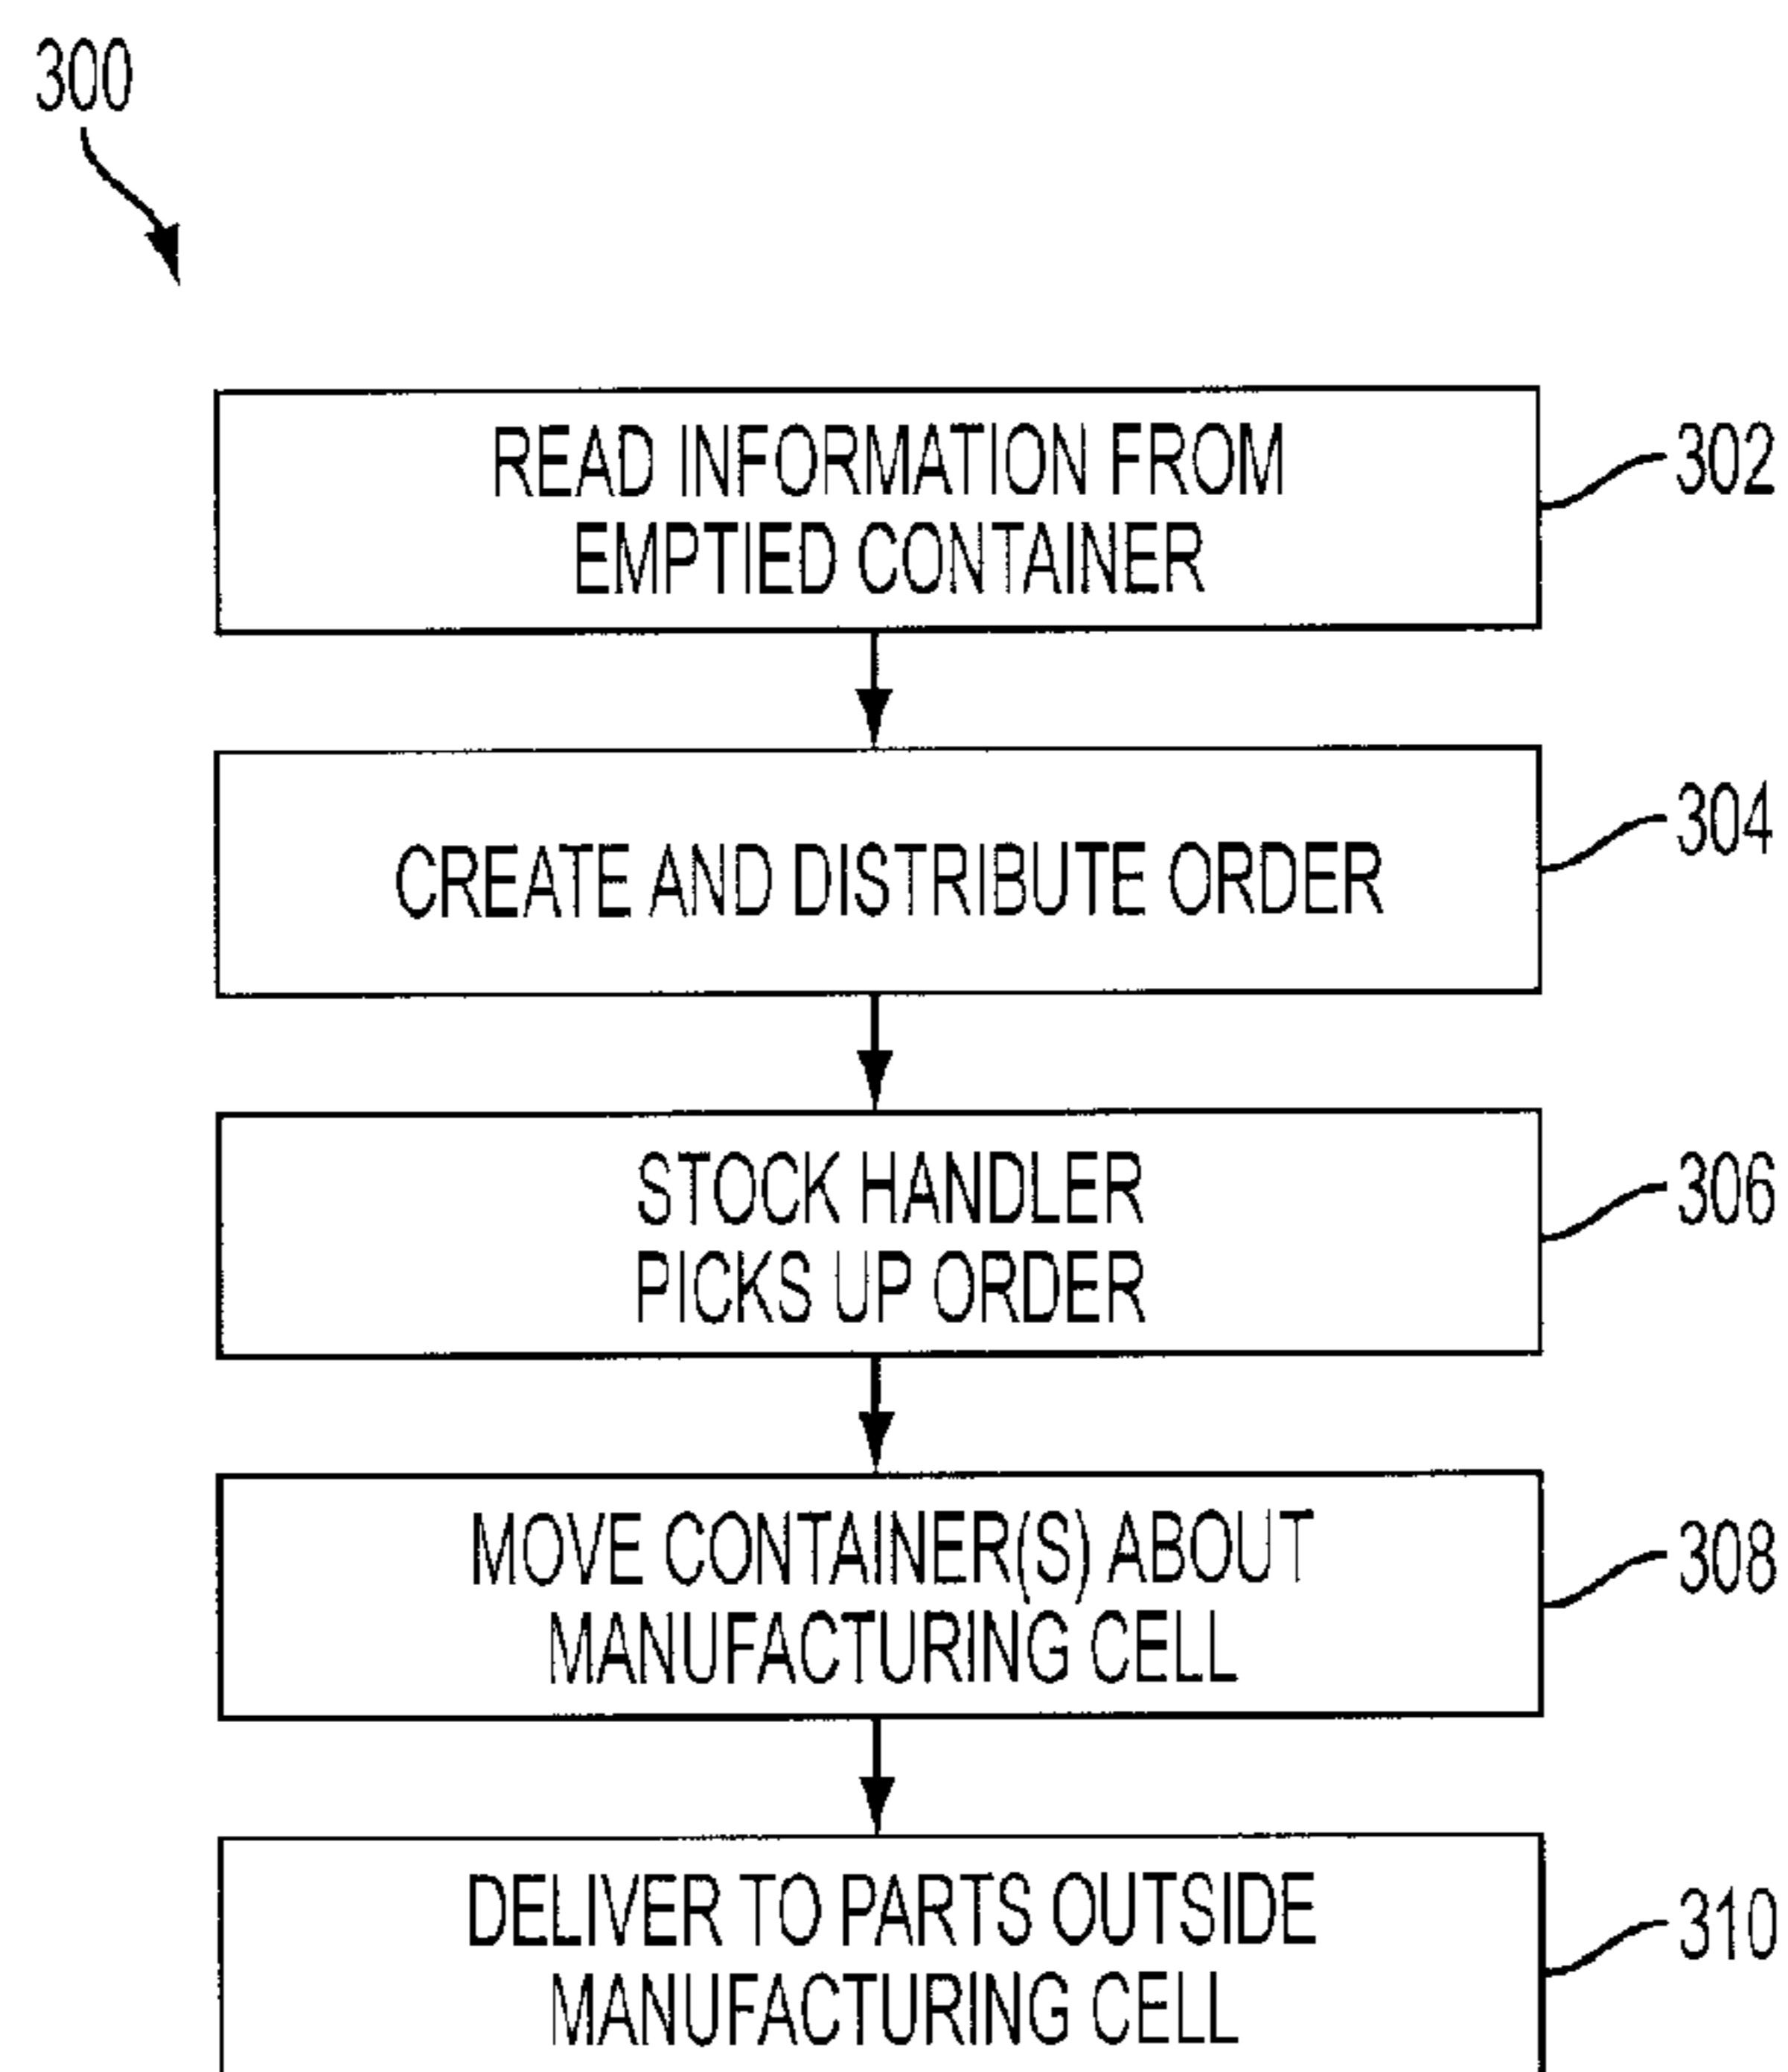 300
READ INFORMATION FROM
EMPTIED CONTAINER
302
CREATE AND DISTRIBUTE ORDER
304
STOCK HANDLER
PICKS UP ORDER
306
MOVE CONTAINER(S) ABOUT
MANUFACTURING CELL
308
DELIVER TO PARTS OUTSIDE
MANUFACTURING CELL
310